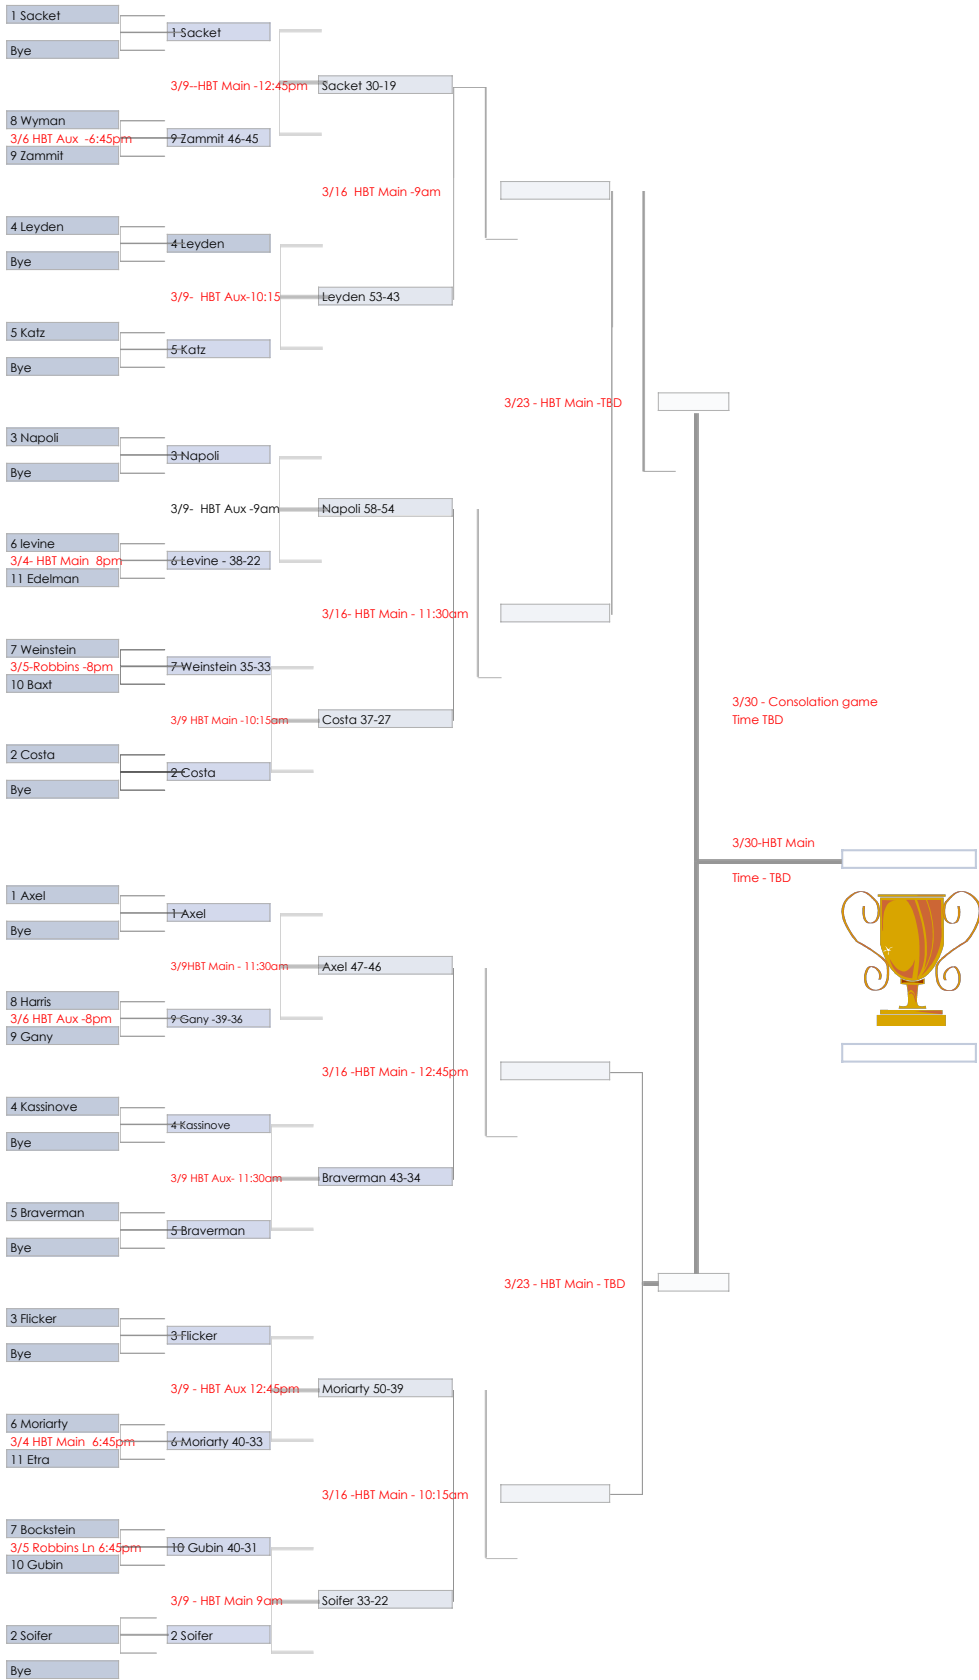 1 Sacket
1 Sacket
Bye
3/9--HBT Main -12:45pm
Sacket 30-19
8 Wyman
3/6 HBT Aux  -6:45pm
9 Zammit 46-45
9 Zammit
3/16  HBT Main -9am
4 Leyden
4 Leyden
Bye
3/9-  HBT Aux-10:15
Leyden 53-43
5 Katz
5 Katz
Bye
3/23 - HBT Main -TBD
3 Napoli
3 Napoli
Bye
3/9-  HBT Aux -9am
Napoli 58-54
6 levine
3/4- HBT Main  8pm
6 Levine - 38-22
11 Edelman
3/16- HBT Main - 11:30am
7 Weinstein
3/5-Robbins -8pm
7 Weinstein 35-33
10 Baxt
3/9 HBT Main -10:15am
Costa 37-27
2 Costa
2 Costa
Bye
3/30 - Consolation game
Time TBD
3/30-HBT Main
Time - TBD
1 Axel
1 Axel
Bye
3/9HBT Main - 11:30am
Axel 47-46
8 Harris
3/6 HBT Aux -8pm
9 Gany -39-36
9 Gany
3/16 -HBT Main - 12:45pm
4 Kassinove
4 Kassinove
Bye
3/9 HBT Aux- 11:30am
Braverman 43-34
5 Braverman
5 Braverman
Bye
3/23 - HBT Main - TBD
3 Flicker
3 Flicker
Bye
3/9 - HBT Aux 12:45pm
Moriarty 50-39
6 Moriarty
3/4 HBT Main  6:45pm
6 Moriarty 40-33
11 Etra
3/16 -HBT Main - 10:15am
7 Bockstein
3/5 Robbins Ln 6:45pm
10 Gubin 40-31
10 Gubin
3/9 - HBT Main 9am
Soifer 33-22
2 Soifer
2 Soifer
Bye